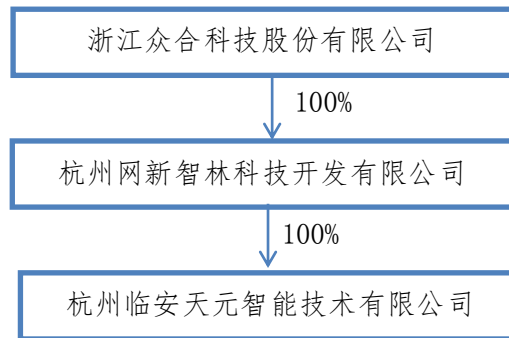 浙江众合科技股份有限公司
100%
杭州网新智林科技开发有限公司
100%
杭州临安天元智能技术有限公司